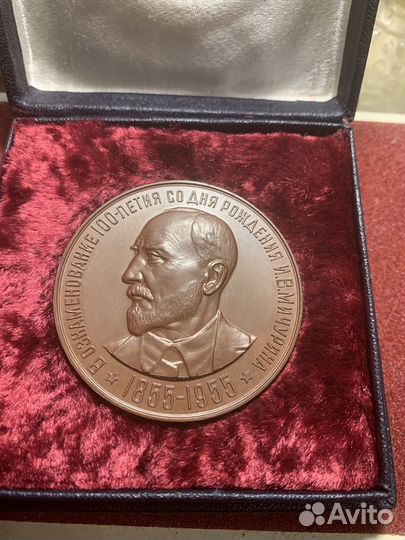 В ОЗНАМЕНОВАНИЕ 100-ЛЕТИЯ СО ДНЯ РОЖДЕНИЯ И.В.МИЧУРИНА
★ 1855-1955 ★
Avito